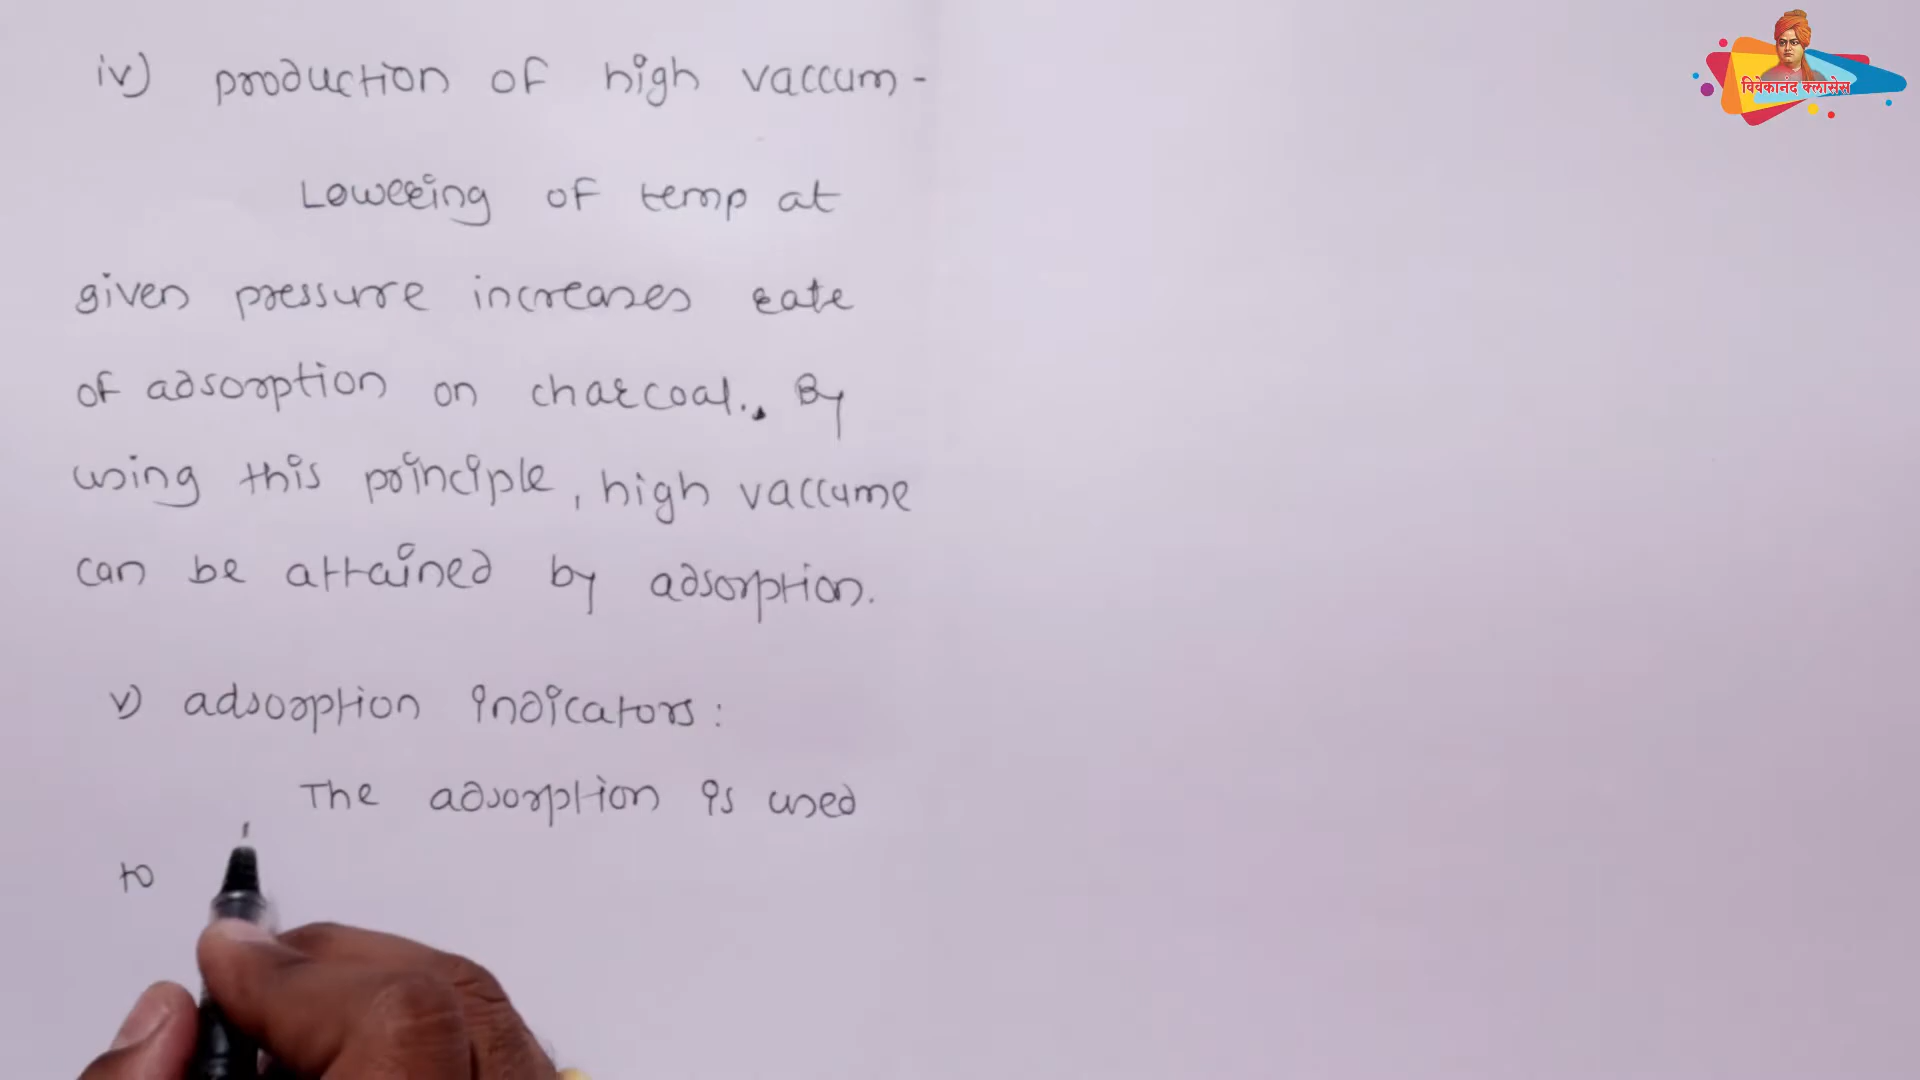 iv) production of high vaccum -
विवेकानंद क्लासेस
Lowering of temp at
given pressure increases rate
of adsorption on charcoal. By
using this principle, high vaccume
can be attained by adsorption.
v) adsorption indicators:
The adsorption is used
to